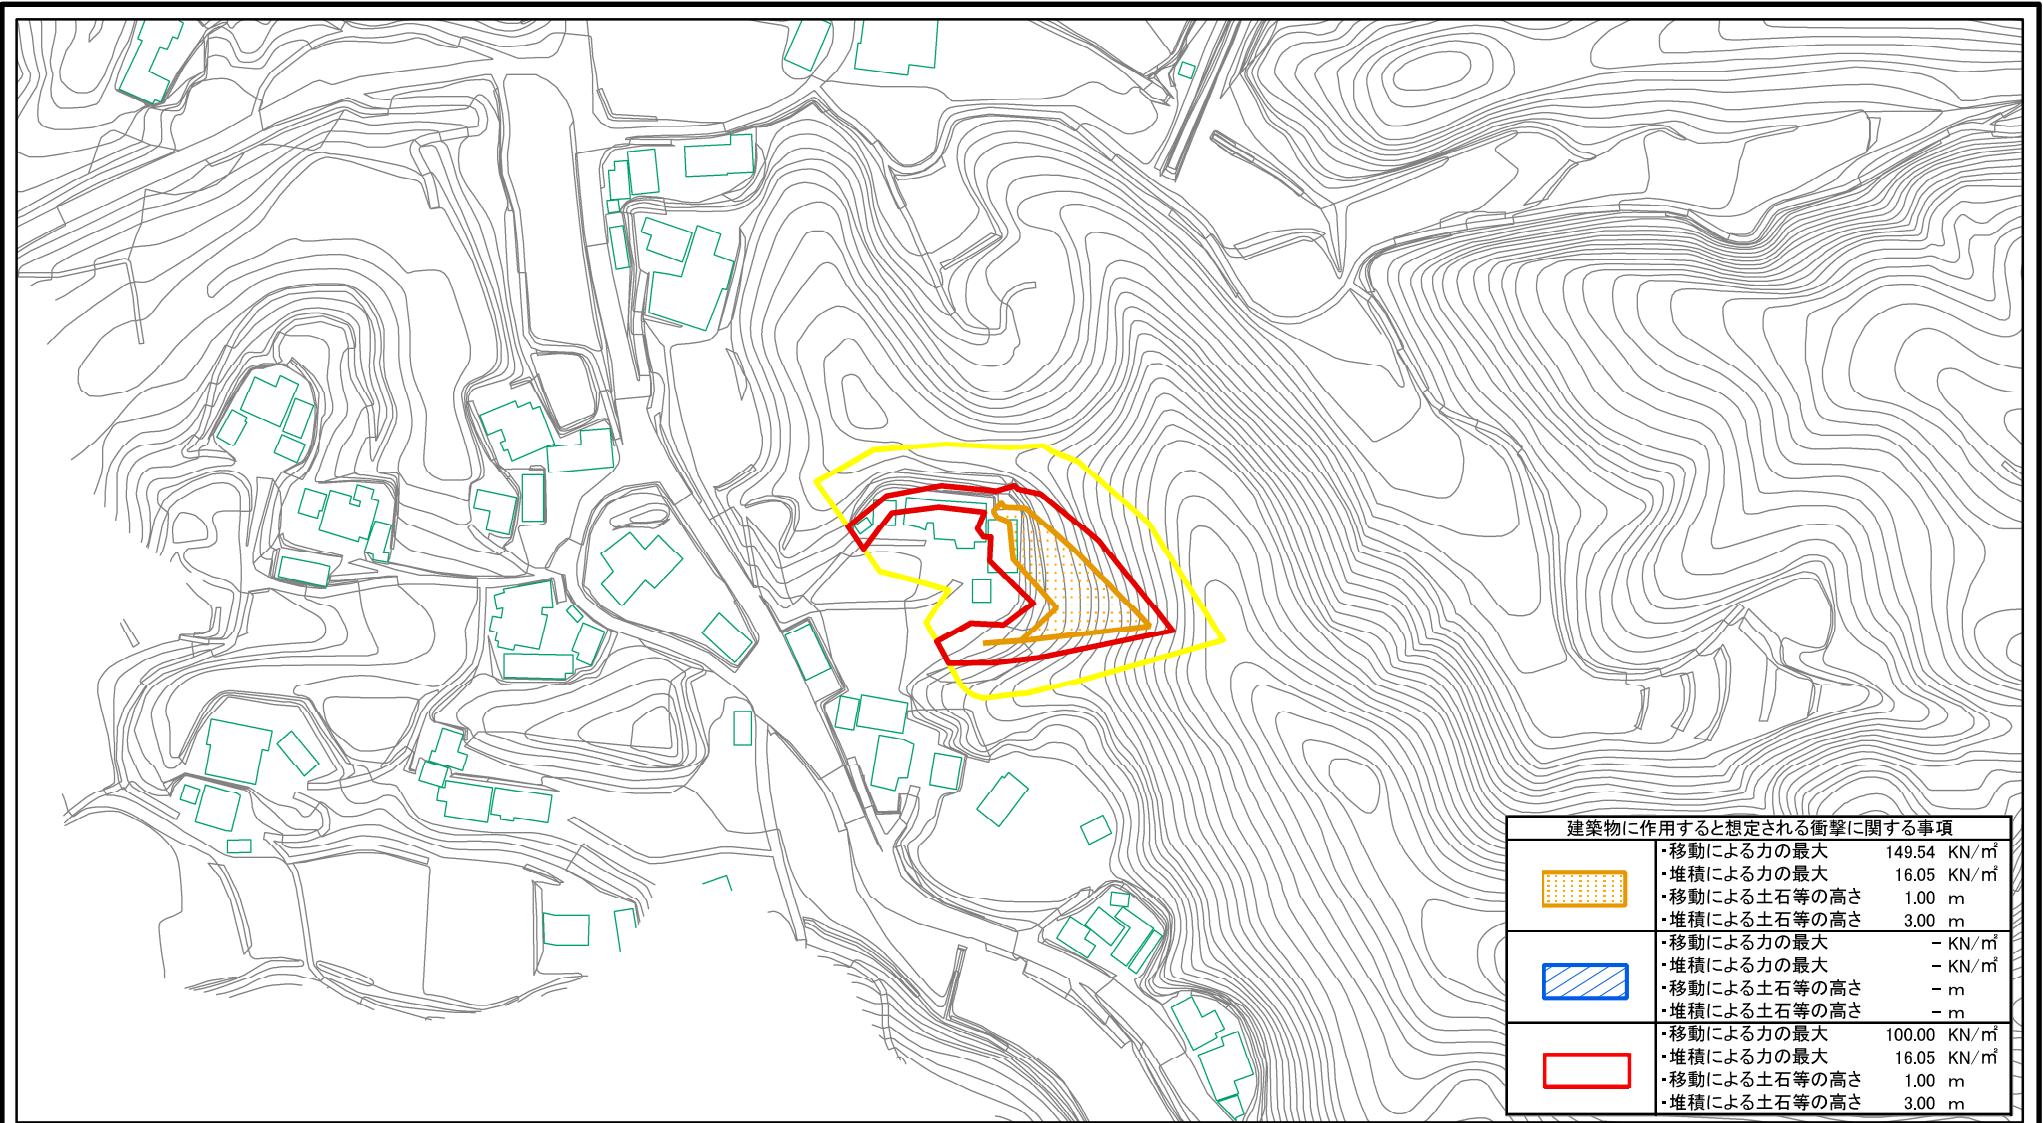 建築物に作用すると想定される衝撃に関する事項
・移動による力の最大 149.54 KN/㎡
・堆積による力の最大 16.05 KN/㎡
・移動による土石等の高さ 1.00 m
・堆積による土石等の高さ 3.00 m
・移動による力の最大 - KN/㎡
・堆積による力の最大 - KN/㎡
・移動による土石等の高さ - m
・堆積による土石等の高さ - m
・移動による力の最大 100.00 KN/㎡
・堆積による力の最大 16.05 KN/㎡
・移動による土石等の高さ 1.00 m
・堆積による土石等の高さ 3.00 m